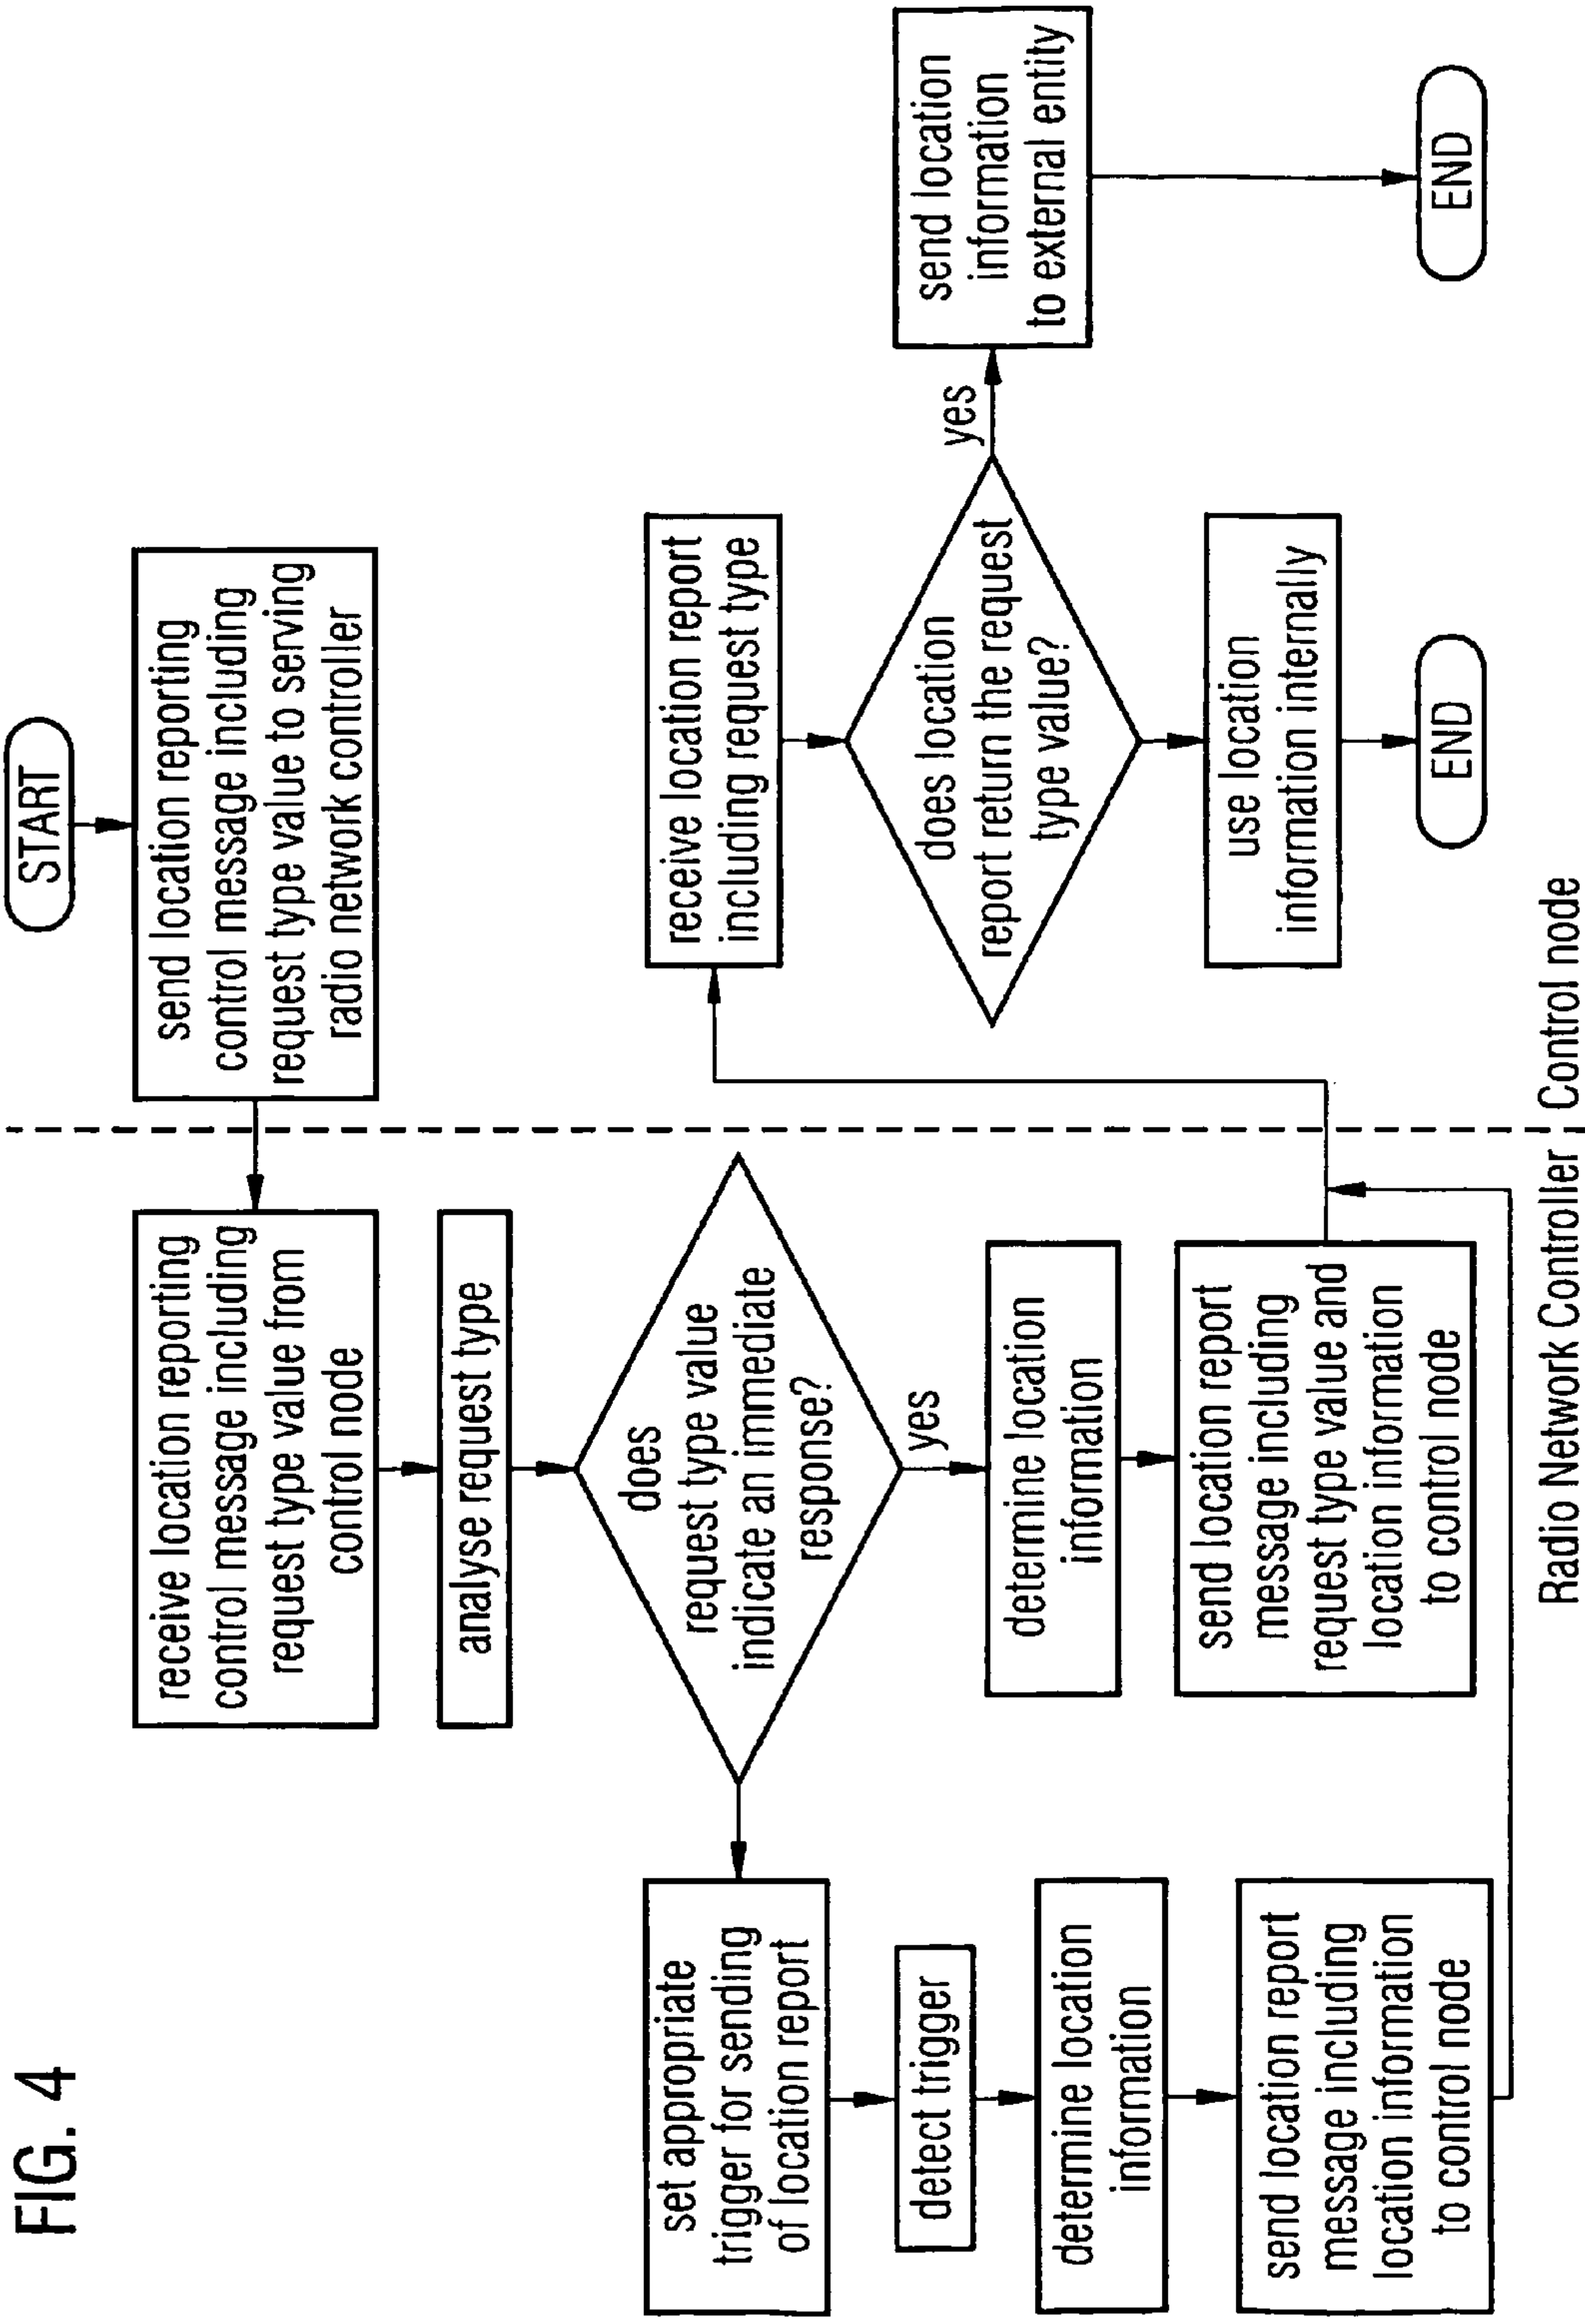 FIG. 4
START
send location reporting
control message including
request type value to serving
radio network controller
receive location reporting
control message including
request type value from
control node
analyse request type
does
request type value
indicate an immediate
response?
yes
determine location
information
send location report
message including
request type value and
location information
to control node
set appropriate
trigger for sending
of location report
detect trigger
determine location
information
send location report
message including
location information
to control node
receive location report
including request type
does location
report return the request
type value?
yes
send location
information
to external entity
END
use location
information internally
END
Radio Network Controller
Control node